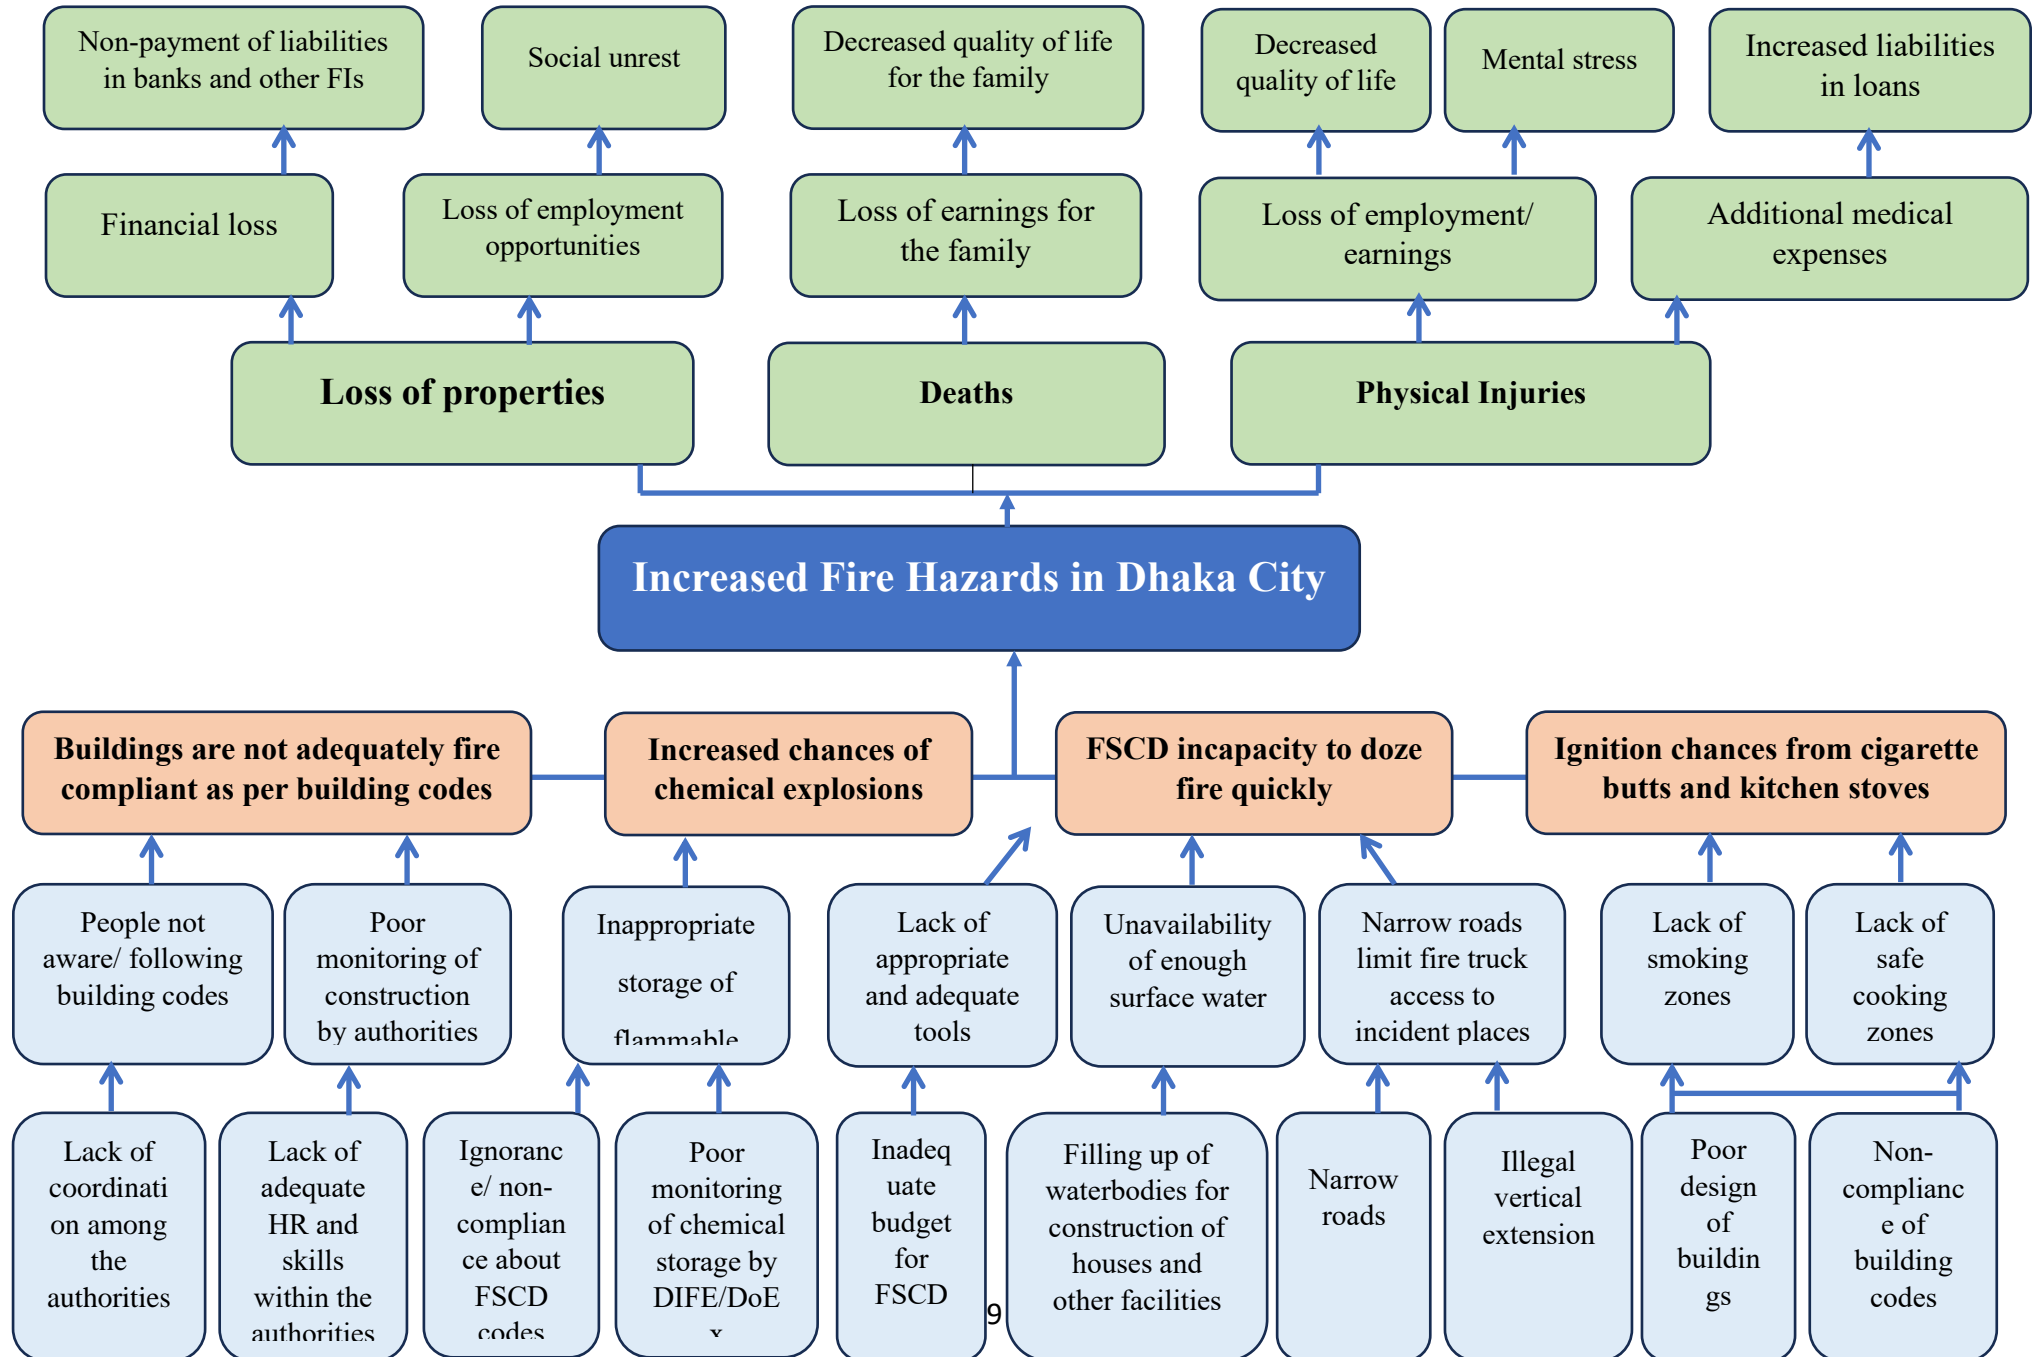 Non-payment of liabilities
in banks and other FIs
Social unrest
Decreased quality of life
for the family
Decreased
quality of life
Mental stress
Increased liabilities
in loans
Financial loss
Loss of employment
opportunities
Loss of earnings for
the family
Loss of employment/
earnings
Additional medical
expenses
Loss of properties
Deaths
Physical Injuries
Increased Fire Hazards in Dhaka City
Buildings are not adequately fire
compliant as per building codes
Increased chances of
chemical explosions
FSCD incapacity to doze
fire quickly
Ignition chances from cigarette
butts and kitchen stoves
People not
aware/ following
building codes
Poor
monitoring of
construction
by authorities
Inappropriate
storage of
flammable
Lack of
appropriate
and adequate
tools
Unavailability
of enough
surface water
Narrow roads
limit fire truck
access to
incident places
Lack of
smoking
zones
Lack of
safe
cooking
zones
Lack of
coordinati
on among
the
authorities
Lack of
adequate
HR and
skills
within the
authorities
Ignoranc
e/ non-
complian
ce about
FSCD
codes
Poor
monitoring
of chemical
storage by
DIFE/DoE
x
Inadeq
uate
budget
for
FSCD
Filling up of
waterbodies for
construction of
houses and
other facilities
Narrow
roads
Illegal
vertical
extension
Poor
design
of
buildin
gs
Non-
complianc
e of
building
codes
9